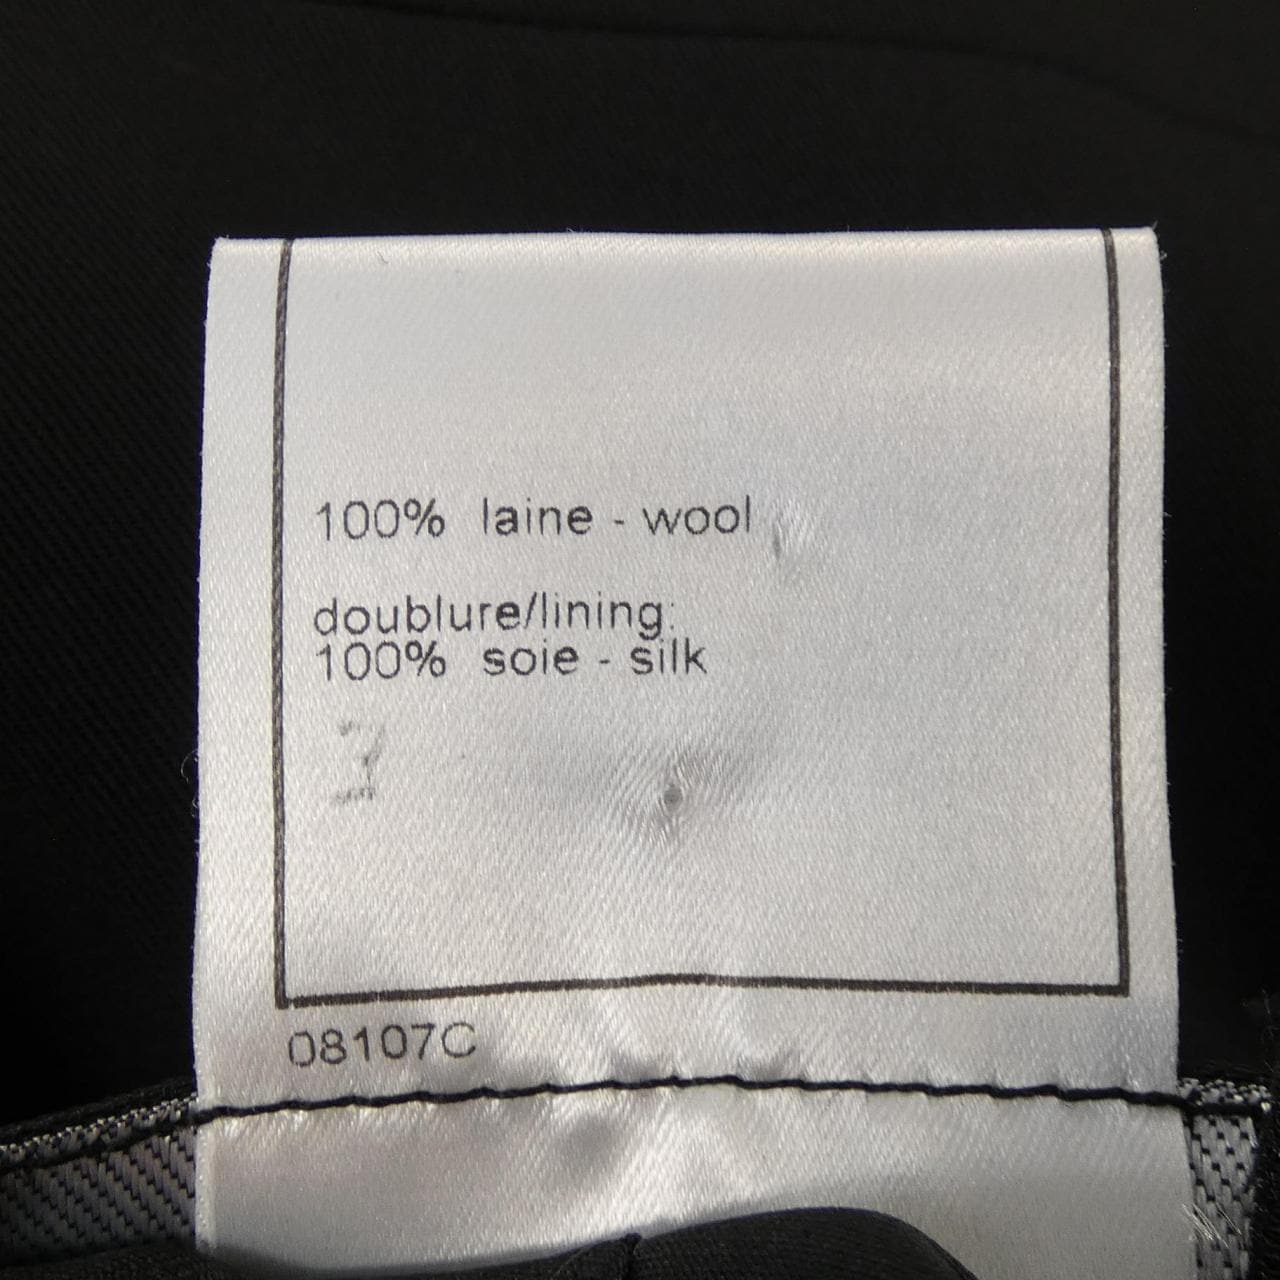 100% laine - wool
doublure/lining:
100% soie - silk
08107C